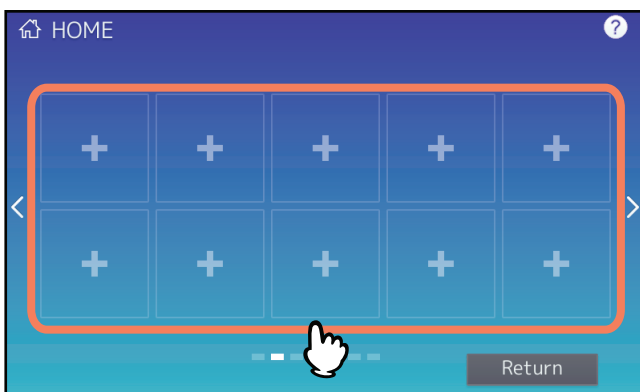 HOME
?
+ + + + +
+ + + + +
Return